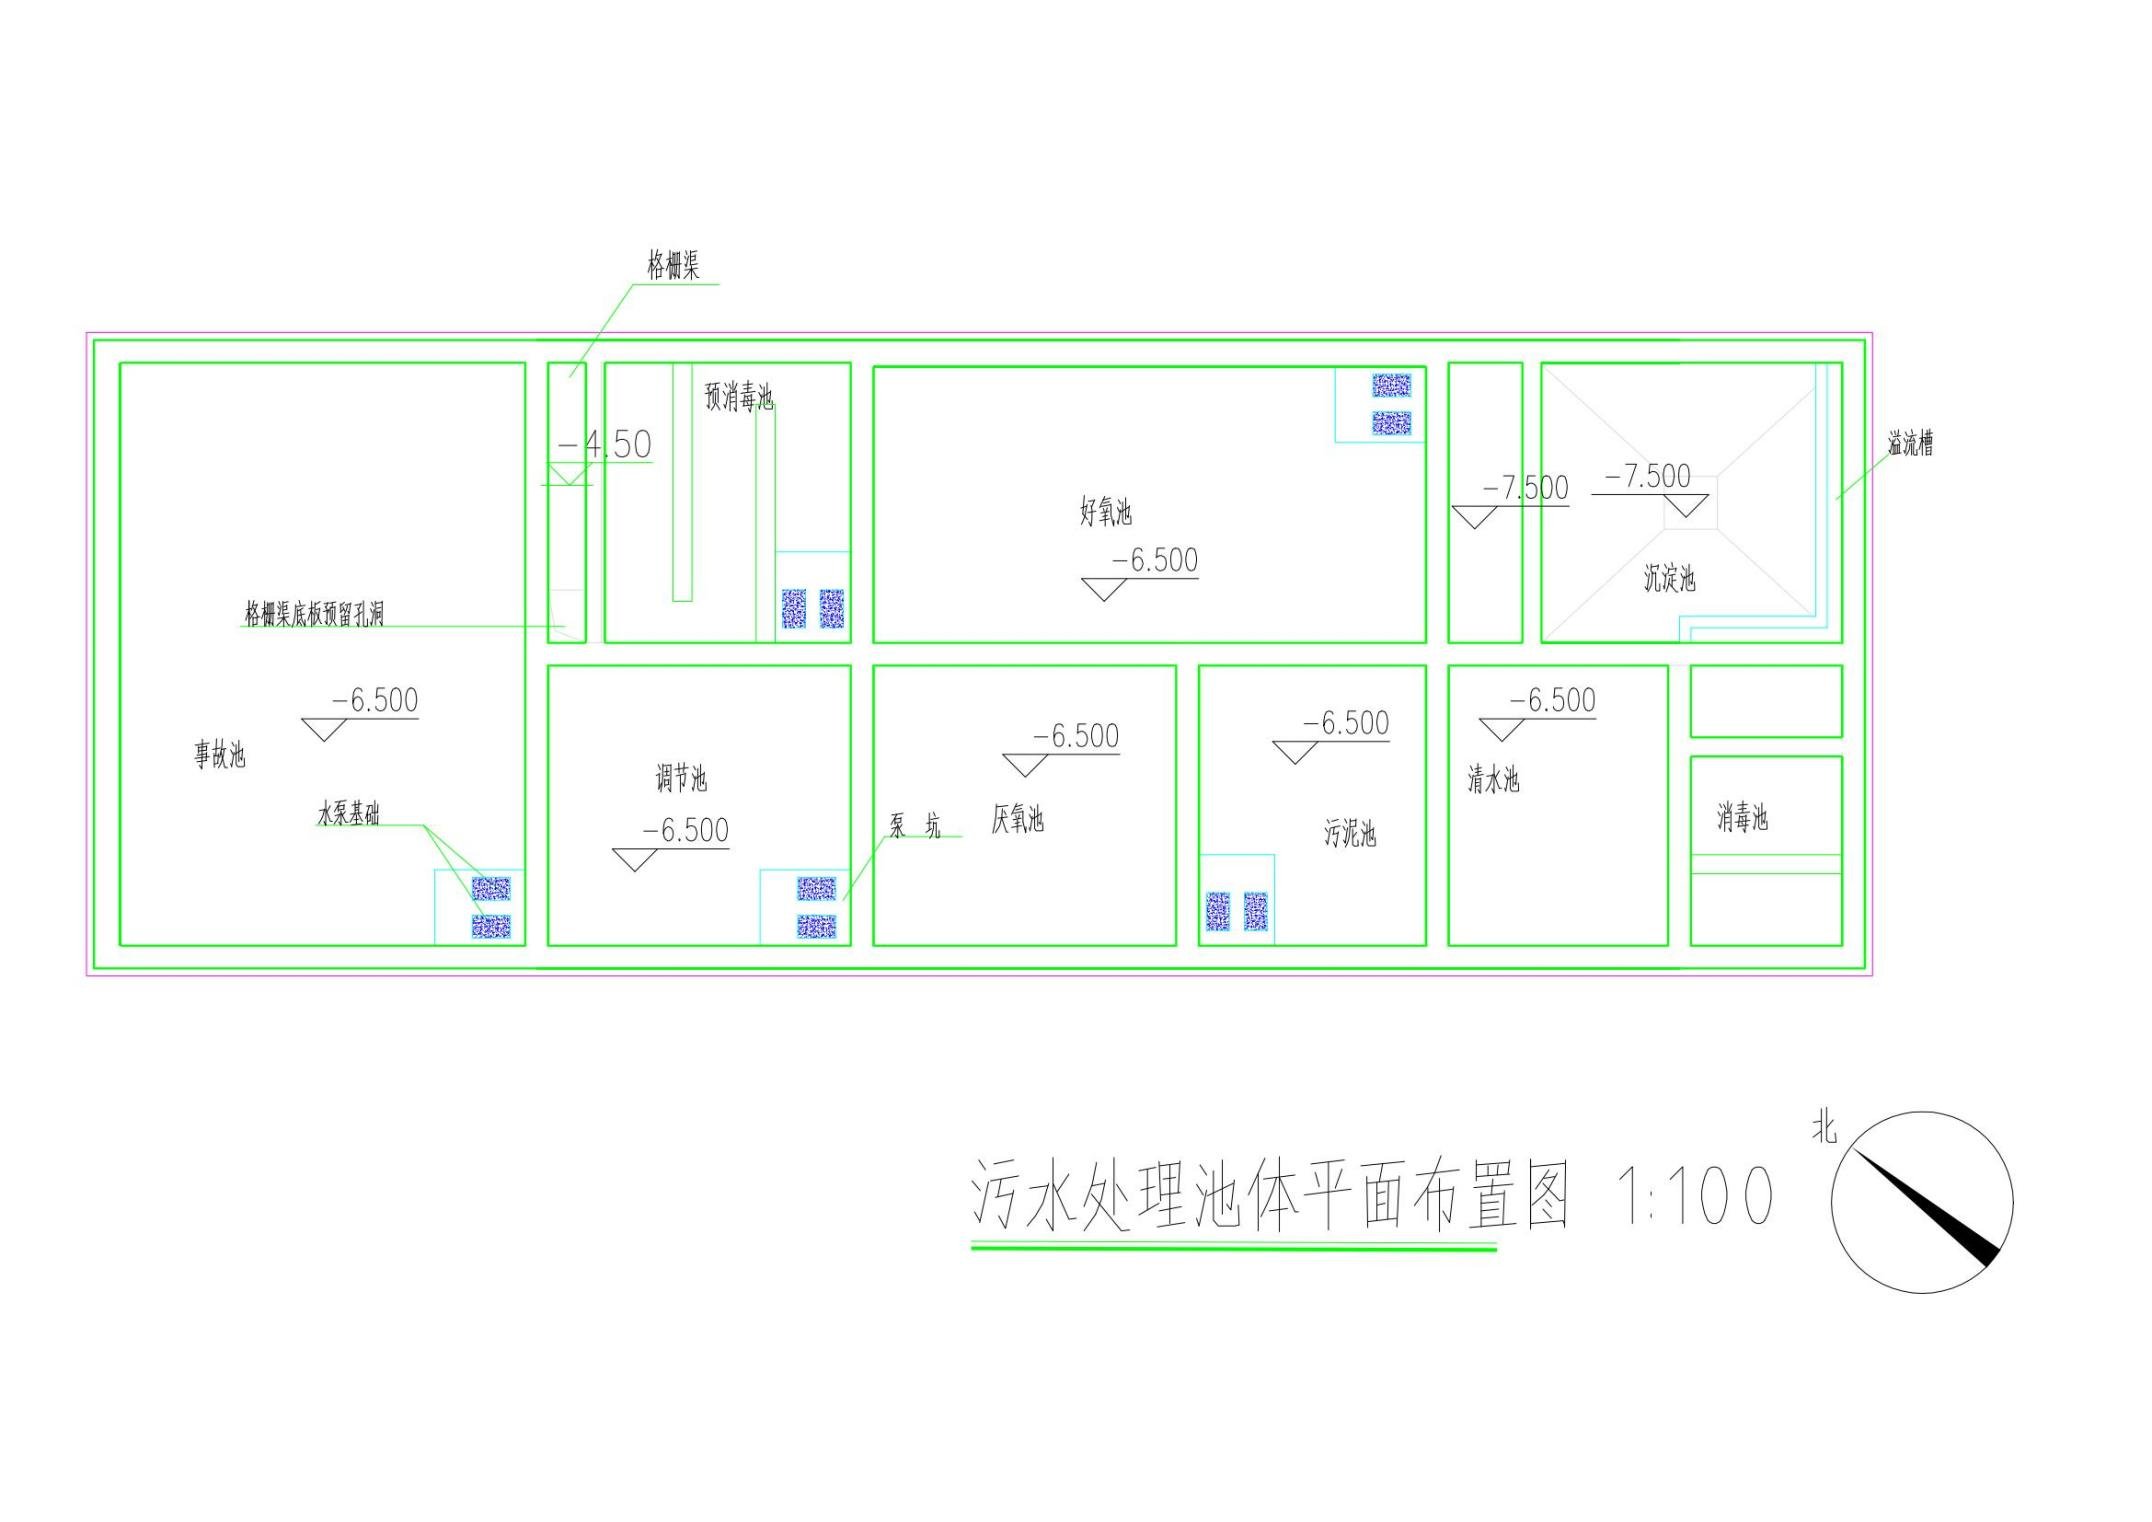 格栅渠
预消毒池
-4.50
溢流槽
-7.500
-7.500
好氧池
-6.500
沉淀池
格栅渠底板预留孔洞
-6.500
-6.500
-6.500
-6.500
事故池
调节池
清水池
水泵基础
-6.500
泵 坑
厌氧池
污泥池
消毒池
北
污水处理池体平面布置图 1:100